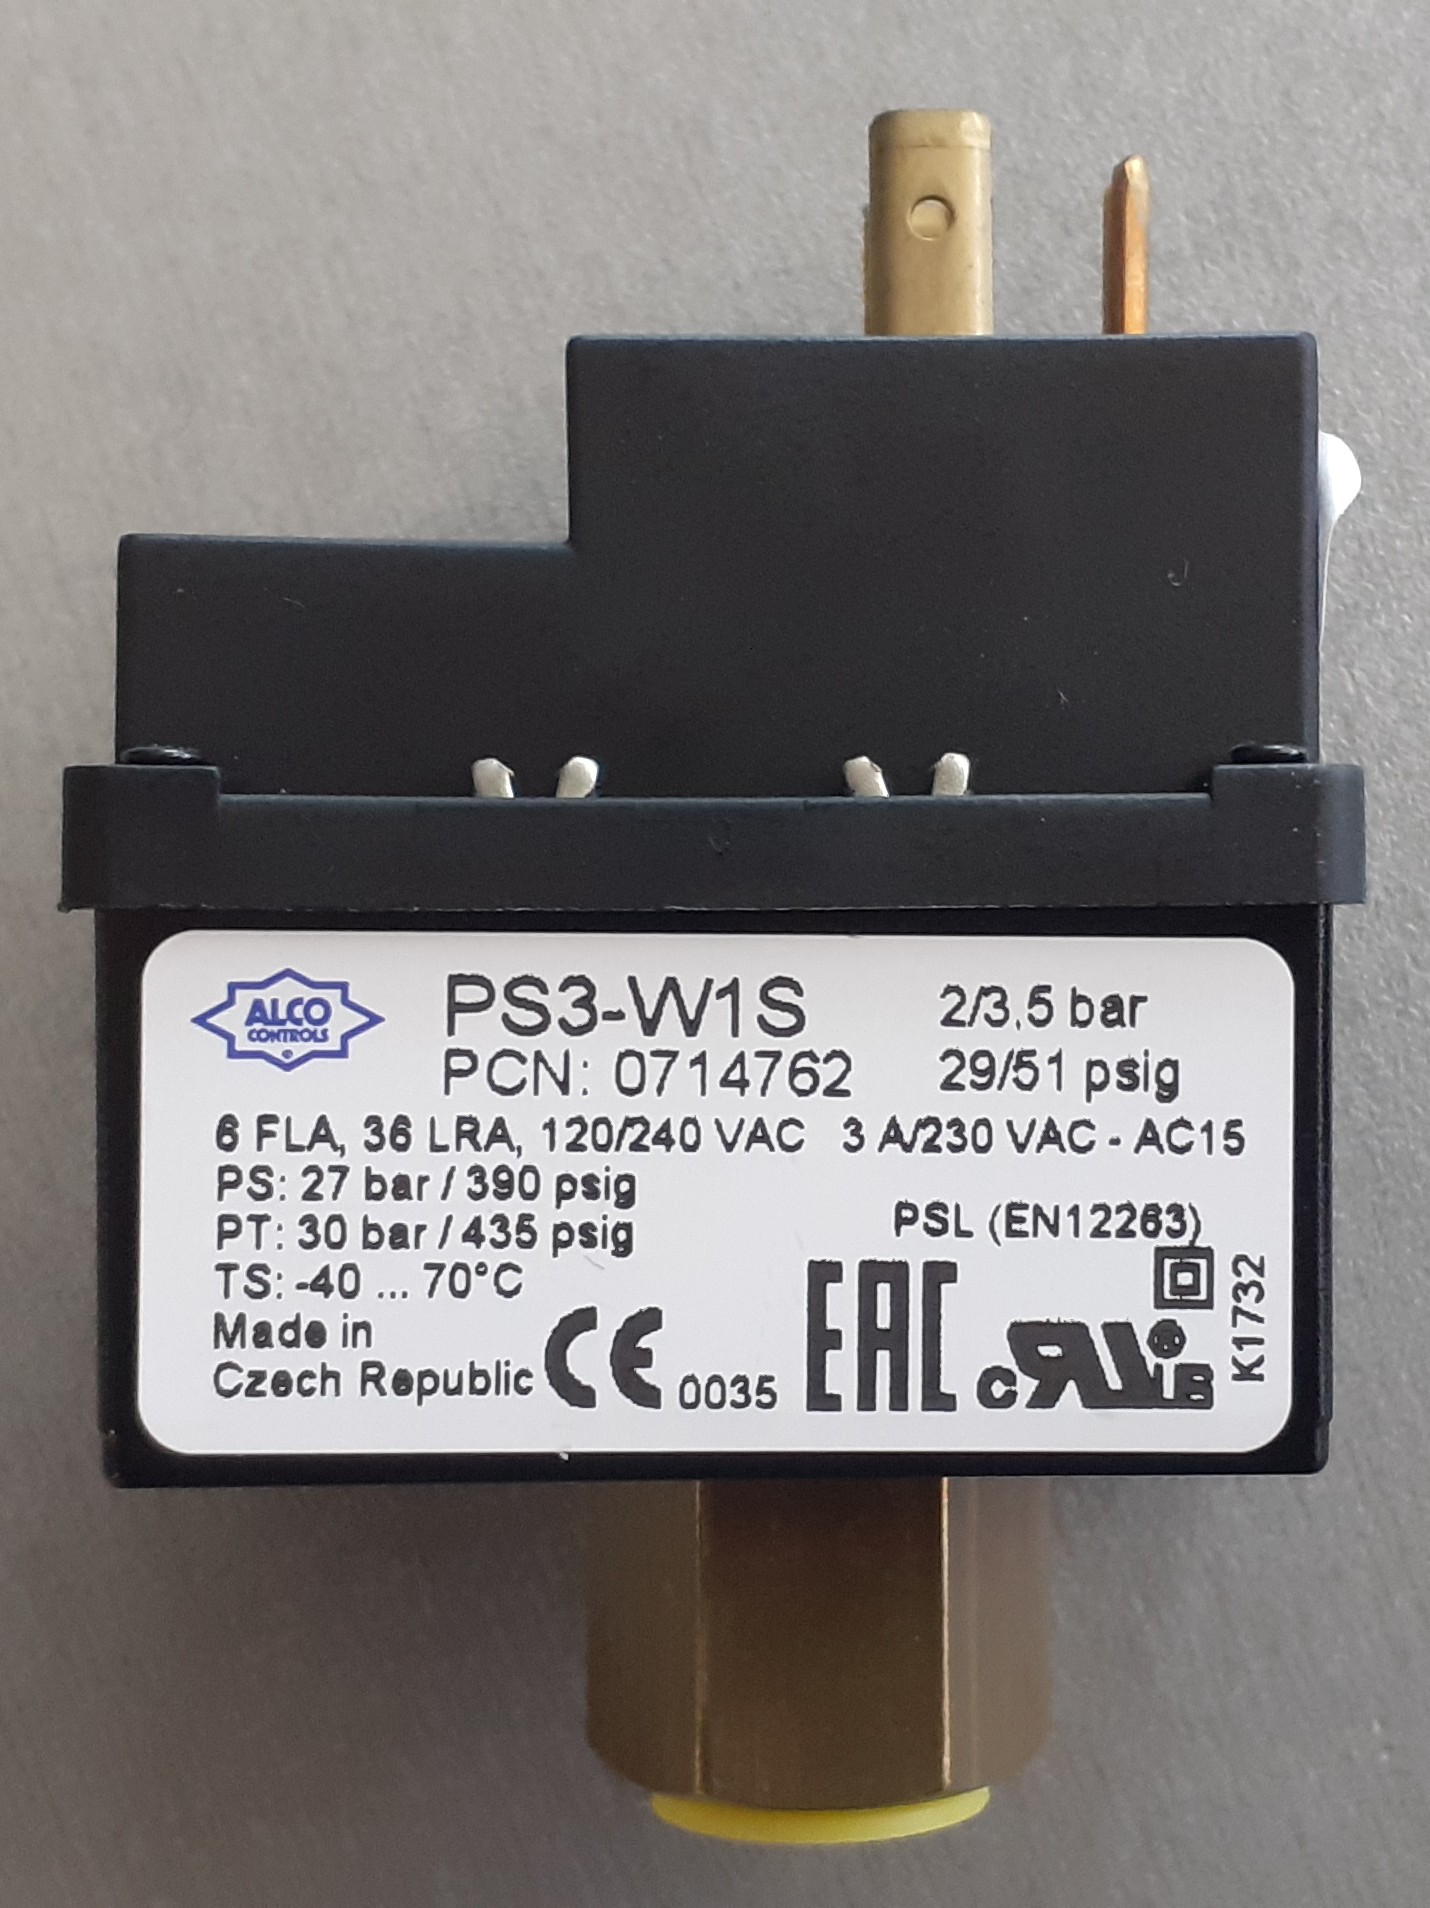 ALCO
CONTROLS
PS3-W1S
2/3.5 bar
PCN: 0714762
29/51 psig
6 FLA, 36 LRA, 120/240 VAC 3 A/230 VAC - AC15
PS: 27 bar / 390 psig
PT: 30 bar / 435 psig
PSL (EN12263)
TS: -40 ... 70°C
Made in
Czech Republic
CE 0035
EAC
c RU ® US
K1732